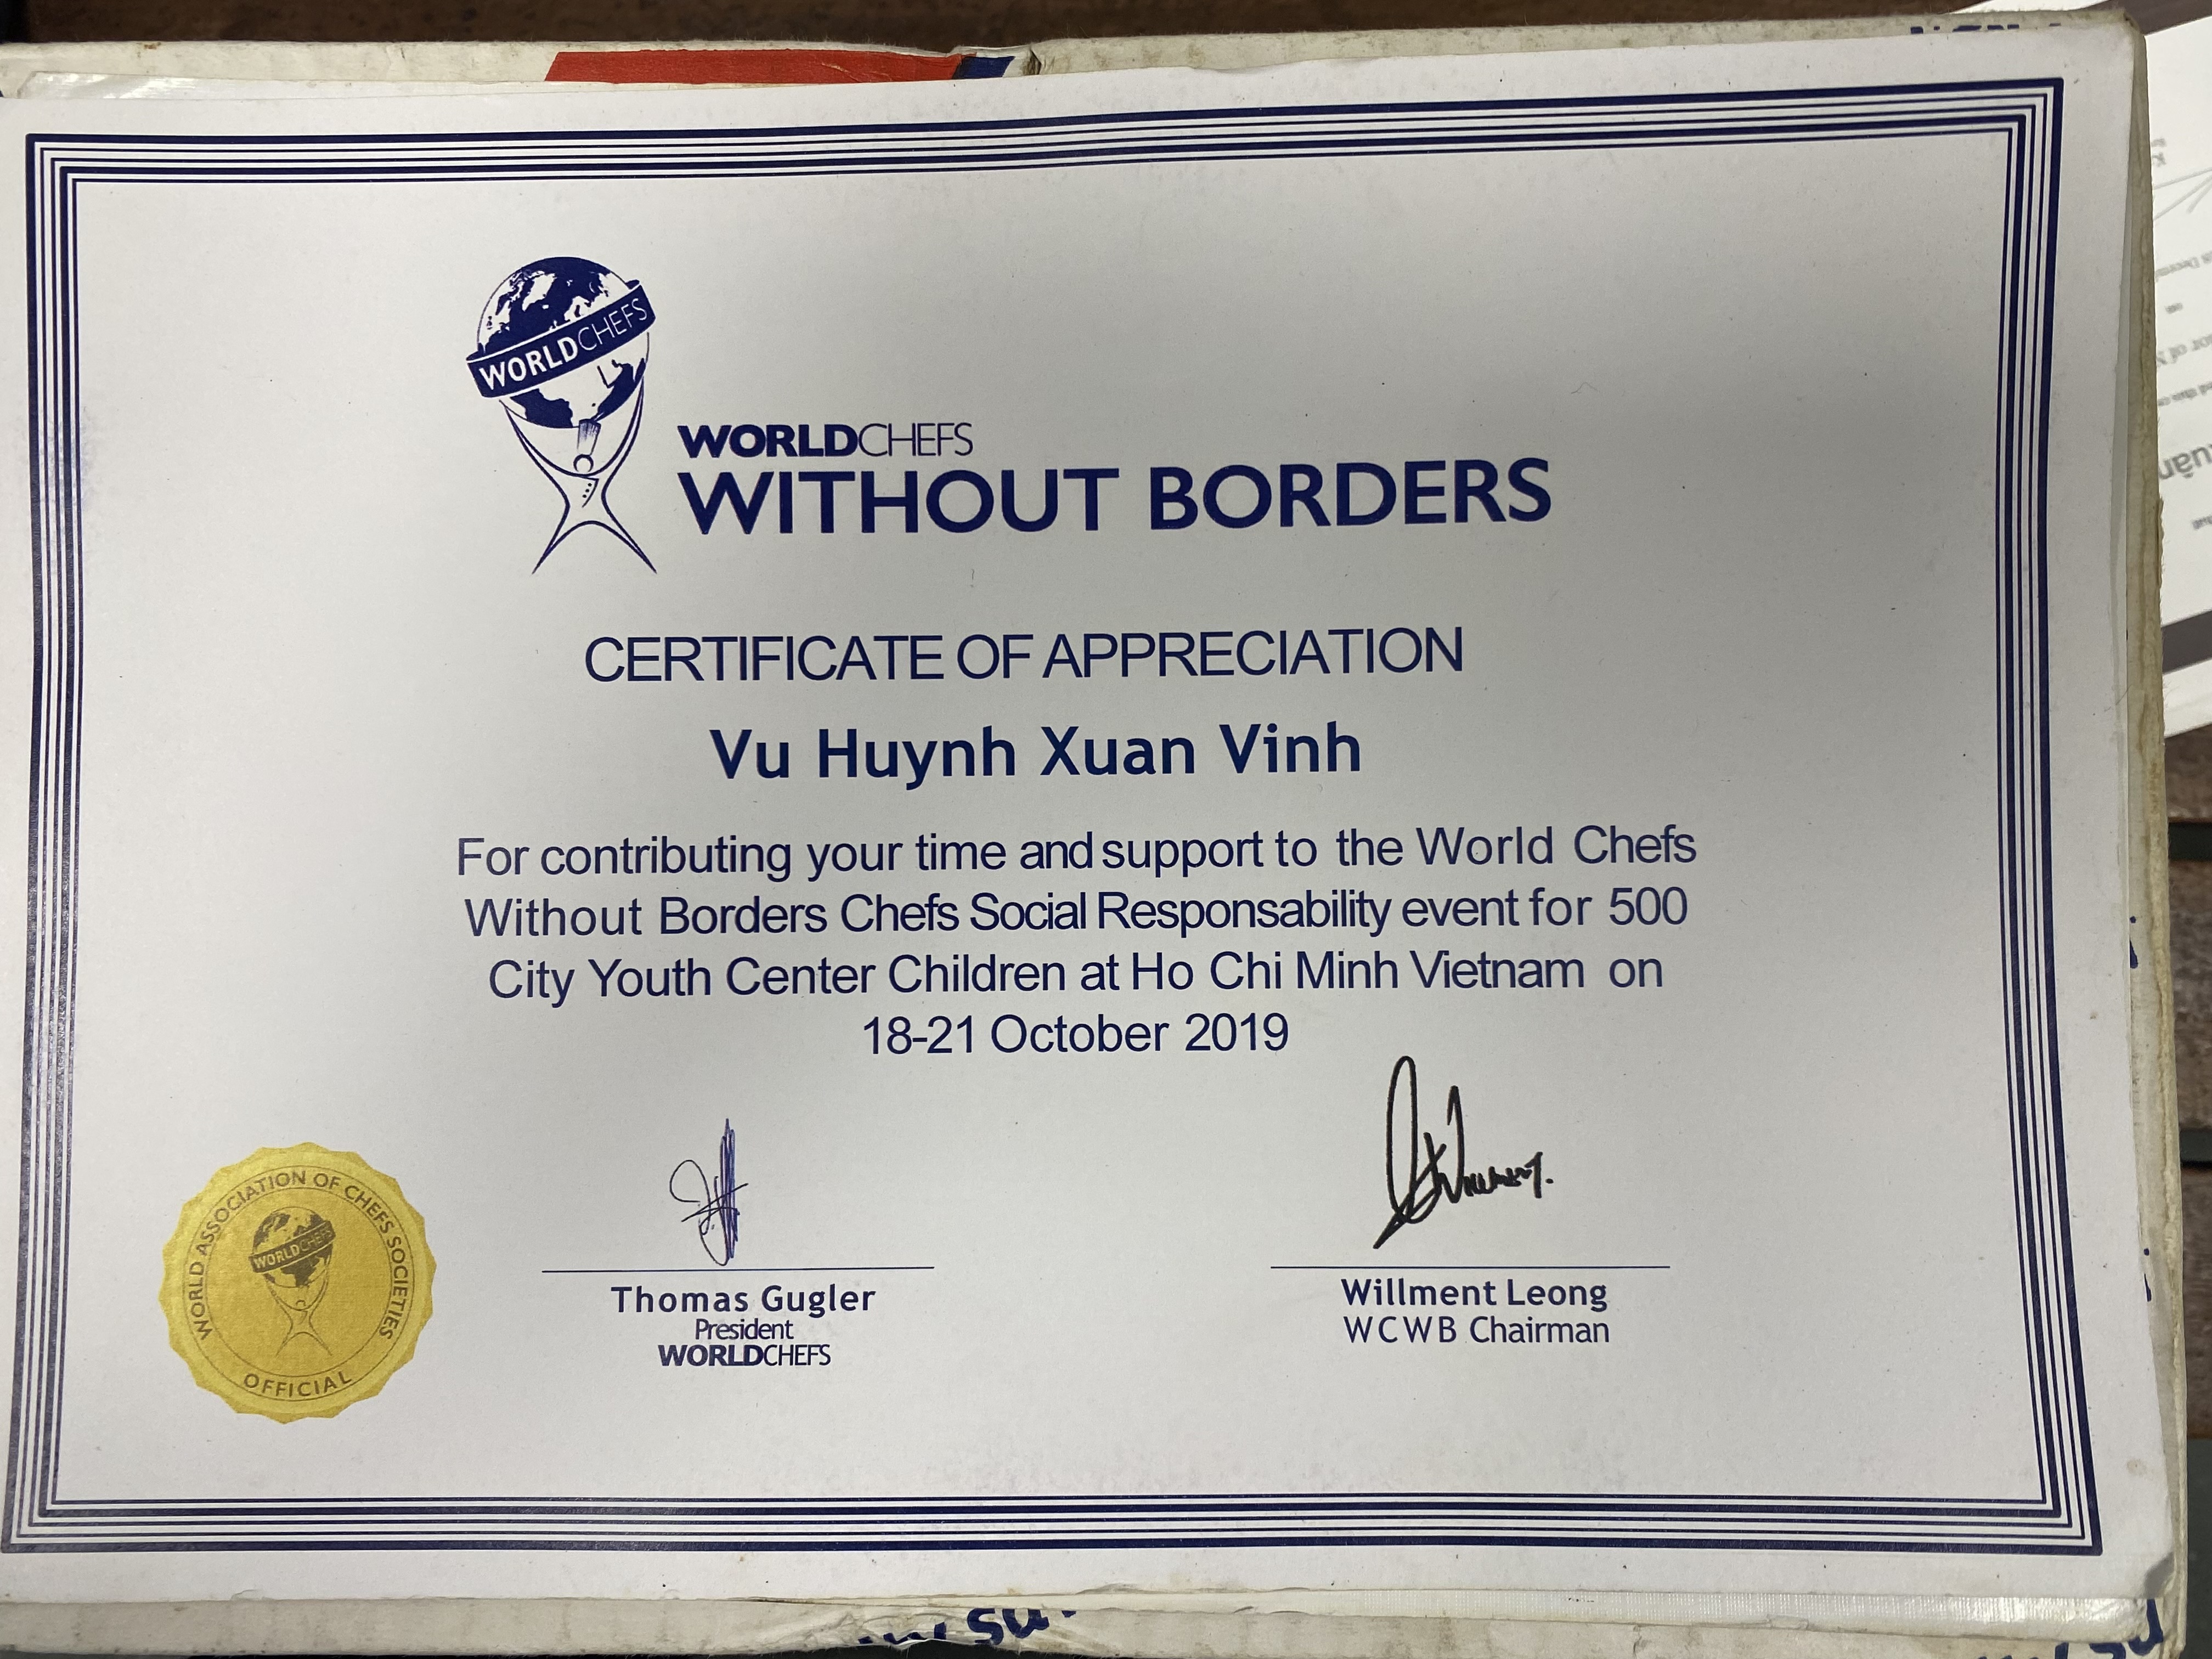 WORLDCHEFS
WORLDCHEFS
WITHOUT BORDERS
CERTIFICATE OF APPRECIATION
Vu Huynh Xuan Vinh
For contributing your time and support to the World Chefs
Without Borders Chefs Social Responsability event for 500
City Youth Center Children at Ho Chi Minh Vietnam on
18-21 October 2019
WORLD ASSOCIATION OF CHEFS SOCIETIES
WORLDCHEFS
OFFICIAL
Thomas Gugler
President
WORLDCHEFS
Willment Leong
WCWB Chairman